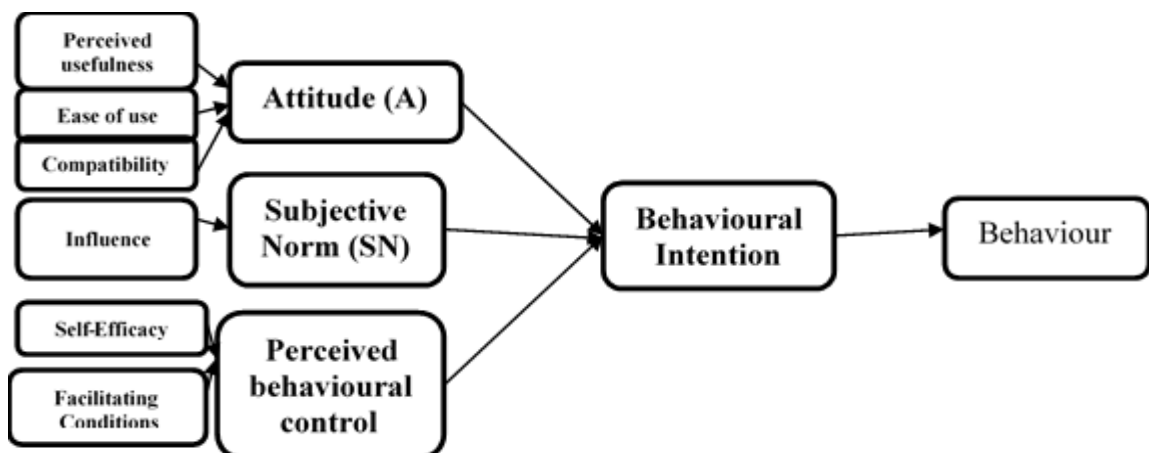 Perceived
usefulness
Ease of use
Compatibility
Influence
Self-Efficacy
Facilitating
Conditions
Attitude (A)
Subjective
Norm (SN)
Perceived
behavioural
control
Behavioural
Intention
Behaviour